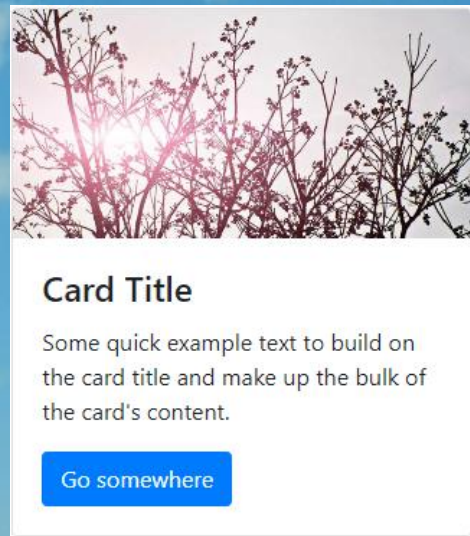 Card Title
Some quick example text to build on
the card title and make up the bulk of
the card's content.
Go somewhere